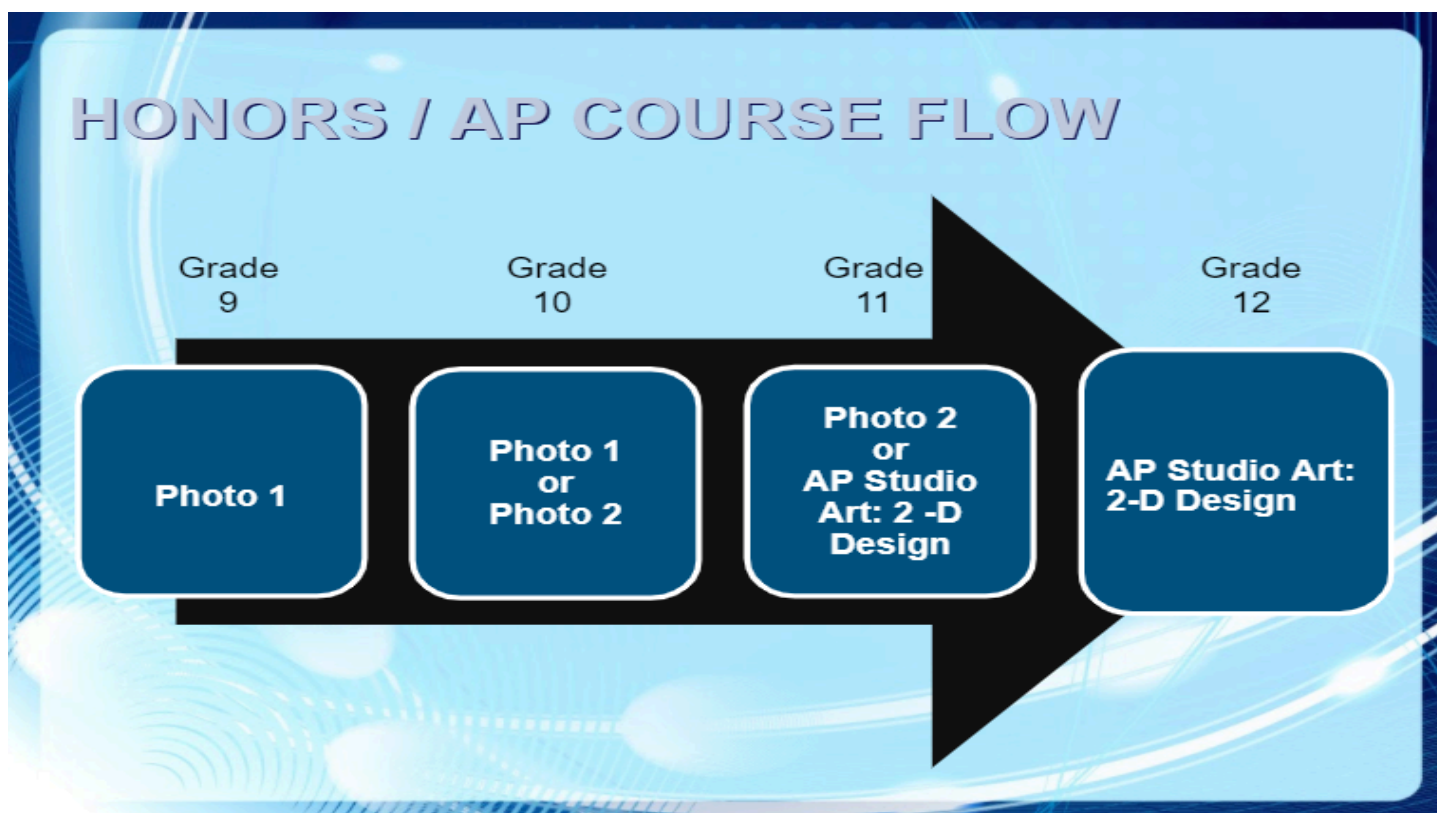 HONORS / AP COURSE FLOW
Grade
9
Grade
10
Grade
11
Grade
12
Photo 1
Photo 1
or
Photo 2
Photo 2
or
AP Studio
Art: 2 -D
Design
AP Studio Art:
2-D Design